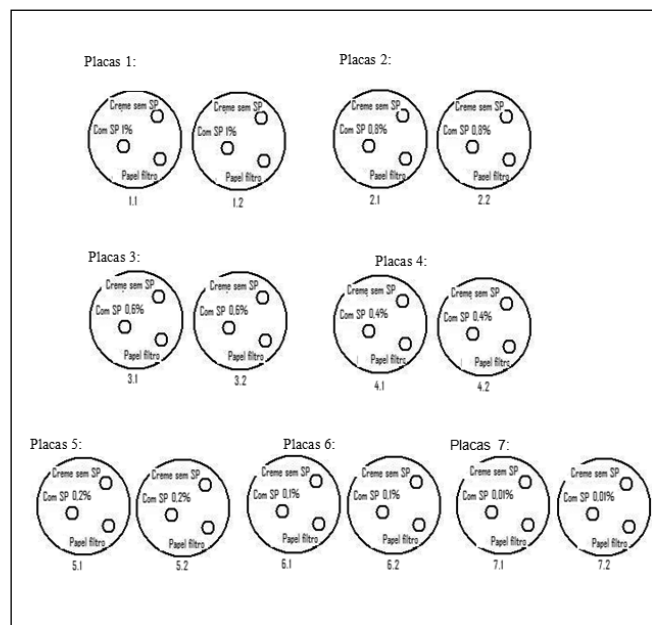 Placas 1:
Placas 2:
Creme sem SP
Com SP 1%
Papel filtro
1.1
Creme sem SP
Com SP 1%
Papel filtro
1.2
Creme sem SP
Com SP 0,8%
Papel filtro
2.1
Creme sem SP
Com SP 0,8%
Papel filtro
2.2
Placas 3:
Placas 4:
Creme sem SP
Com SP 0,6%
Papel filtro
3.1
Creme sem SP
Com SP 0,6%
Papel filtro
3.2
Creme sem SP
Com SP 0,4%
Papel filtro
4.1
Creme sem SP
Com SP 0,4%
Papel filtro
4.2
Placas 5:
Placas 6:
Placas 7:
Creme sem SP
Com SP 0,2%
Papel filtro
5.1
Creme sem SP
Com SP 0,2%
Papel filtro
5.2
Creme sem SP
Com SP 0,1%
Papel filtro
6.1
Creme sem SP
Com SP 0,1%
Papel filtro
6.2
Creme sem SP
Com SP 0,01%
Papel filtro
7.1
Creme sem SP
Com SP 0,01%
Papel filtro
7.2